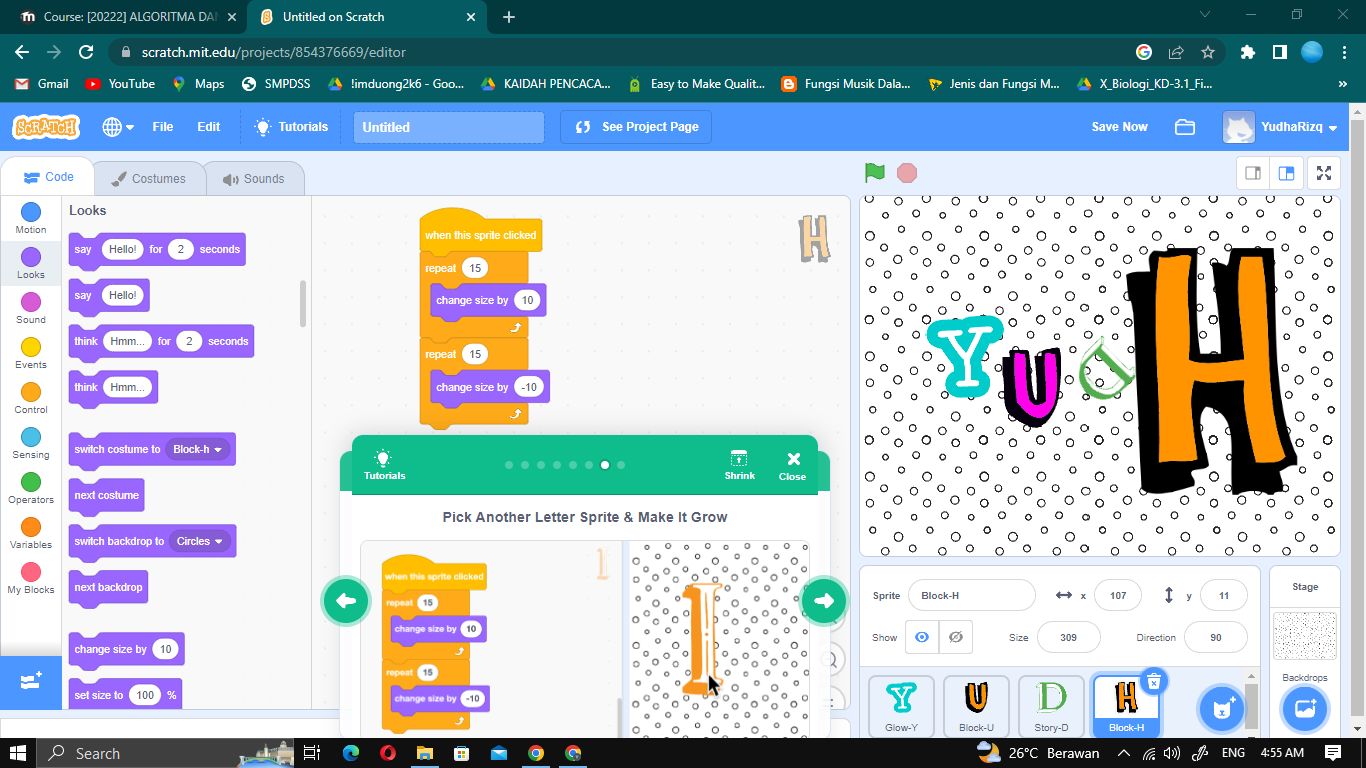 Course: [20222] ALGORITMA DA
Untitled on Scratch
scratch.mit.edu/projects/854376669/editor
Gmail
YouTube
Maps
SMPDSS
!imduong2k6 - Goo...
KAIDAH PENCACA...
Easy to Make Qualit...
Fungsi Musik Dala...
Jenis dan Fungsi M...
X_Biologi_KD-3.1_Fi...
»
SCRATCH
File
Edit
Tutorials
Untitled
See Project Page
Save Now
YudhaRizq
Code
Costumes
Sounds
Motion
Looks
Sound
Events
Control
Sensing
Operators
Variables
My Blocks
Looks
say Hello! for 2 seconds
say Hello!
think Hmm... for 2 seconds
think Hmm...
switch costume to Block-h
next costume
switch backdrop to Circles
next backdrop
change size by 10
set size to 100 %
when this sprite clicked
repeat 15
change size by 10
repeat 15
change size by -10
H
Tutorials
Shrink
Close
Pick Another Letter Sprite & Make It Grow
when this sprite clicked
repeat 15
change size by 10
repeat 15
change size by -10
I
I
Y U D H
Sprite
Block-H
x
107
y
11
Show
Size
309
Direction
90
Y
Glow-Y
U
Block-U
D
Story-D
H
Block-H
Stage
Backdrops
Search
26°C Berawan
ENG
4:55 AM